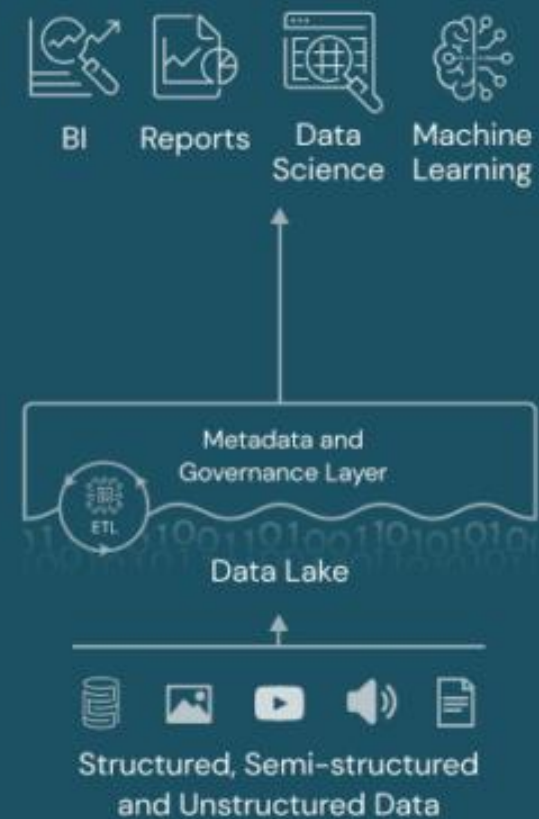 BI
Reports
Data
Science
Machine
Learning
Metadata and
Governance Layer
ETL
Data Lake
Structured, Semi-structured
and Unstructured Data